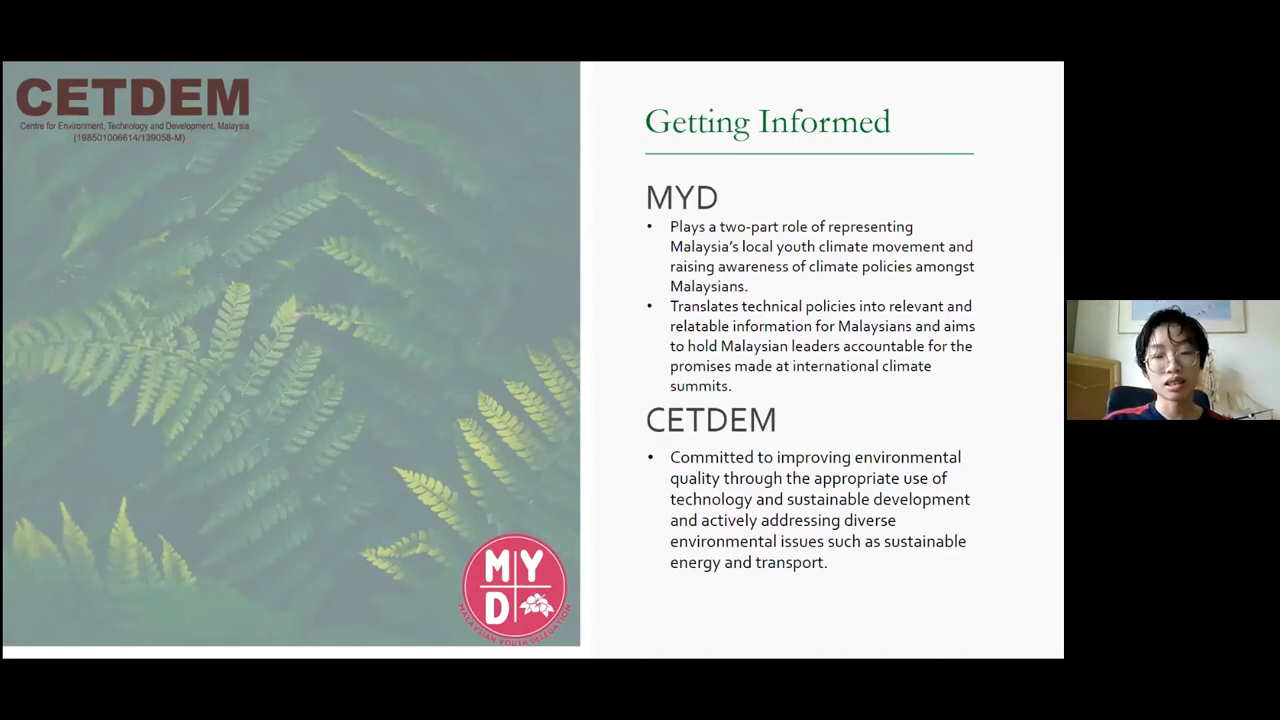 CETDEM
Centre for Environment, Technology and Development, Malaysia
(198501006614/139058-M)
Getting Informed
MYD
• Plays a two-part role of representing
Malaysia's local youth climate movement and
raising awareness of climate policies amongst
Malaysians.
• Translates technical policies into relevant and
relatable information for Malaysians and aims
to hold Malaysian leaders accountable for the
promises made at international climate
summits.
CETDEM
• Committed to improving environmental
quality through the appropriate use of
technology and sustainable development
and actively addressing diverse
environmental issues such as sustainable
energy and transport.
MY
D
MALAYSIAN YOUTH DELEGATION